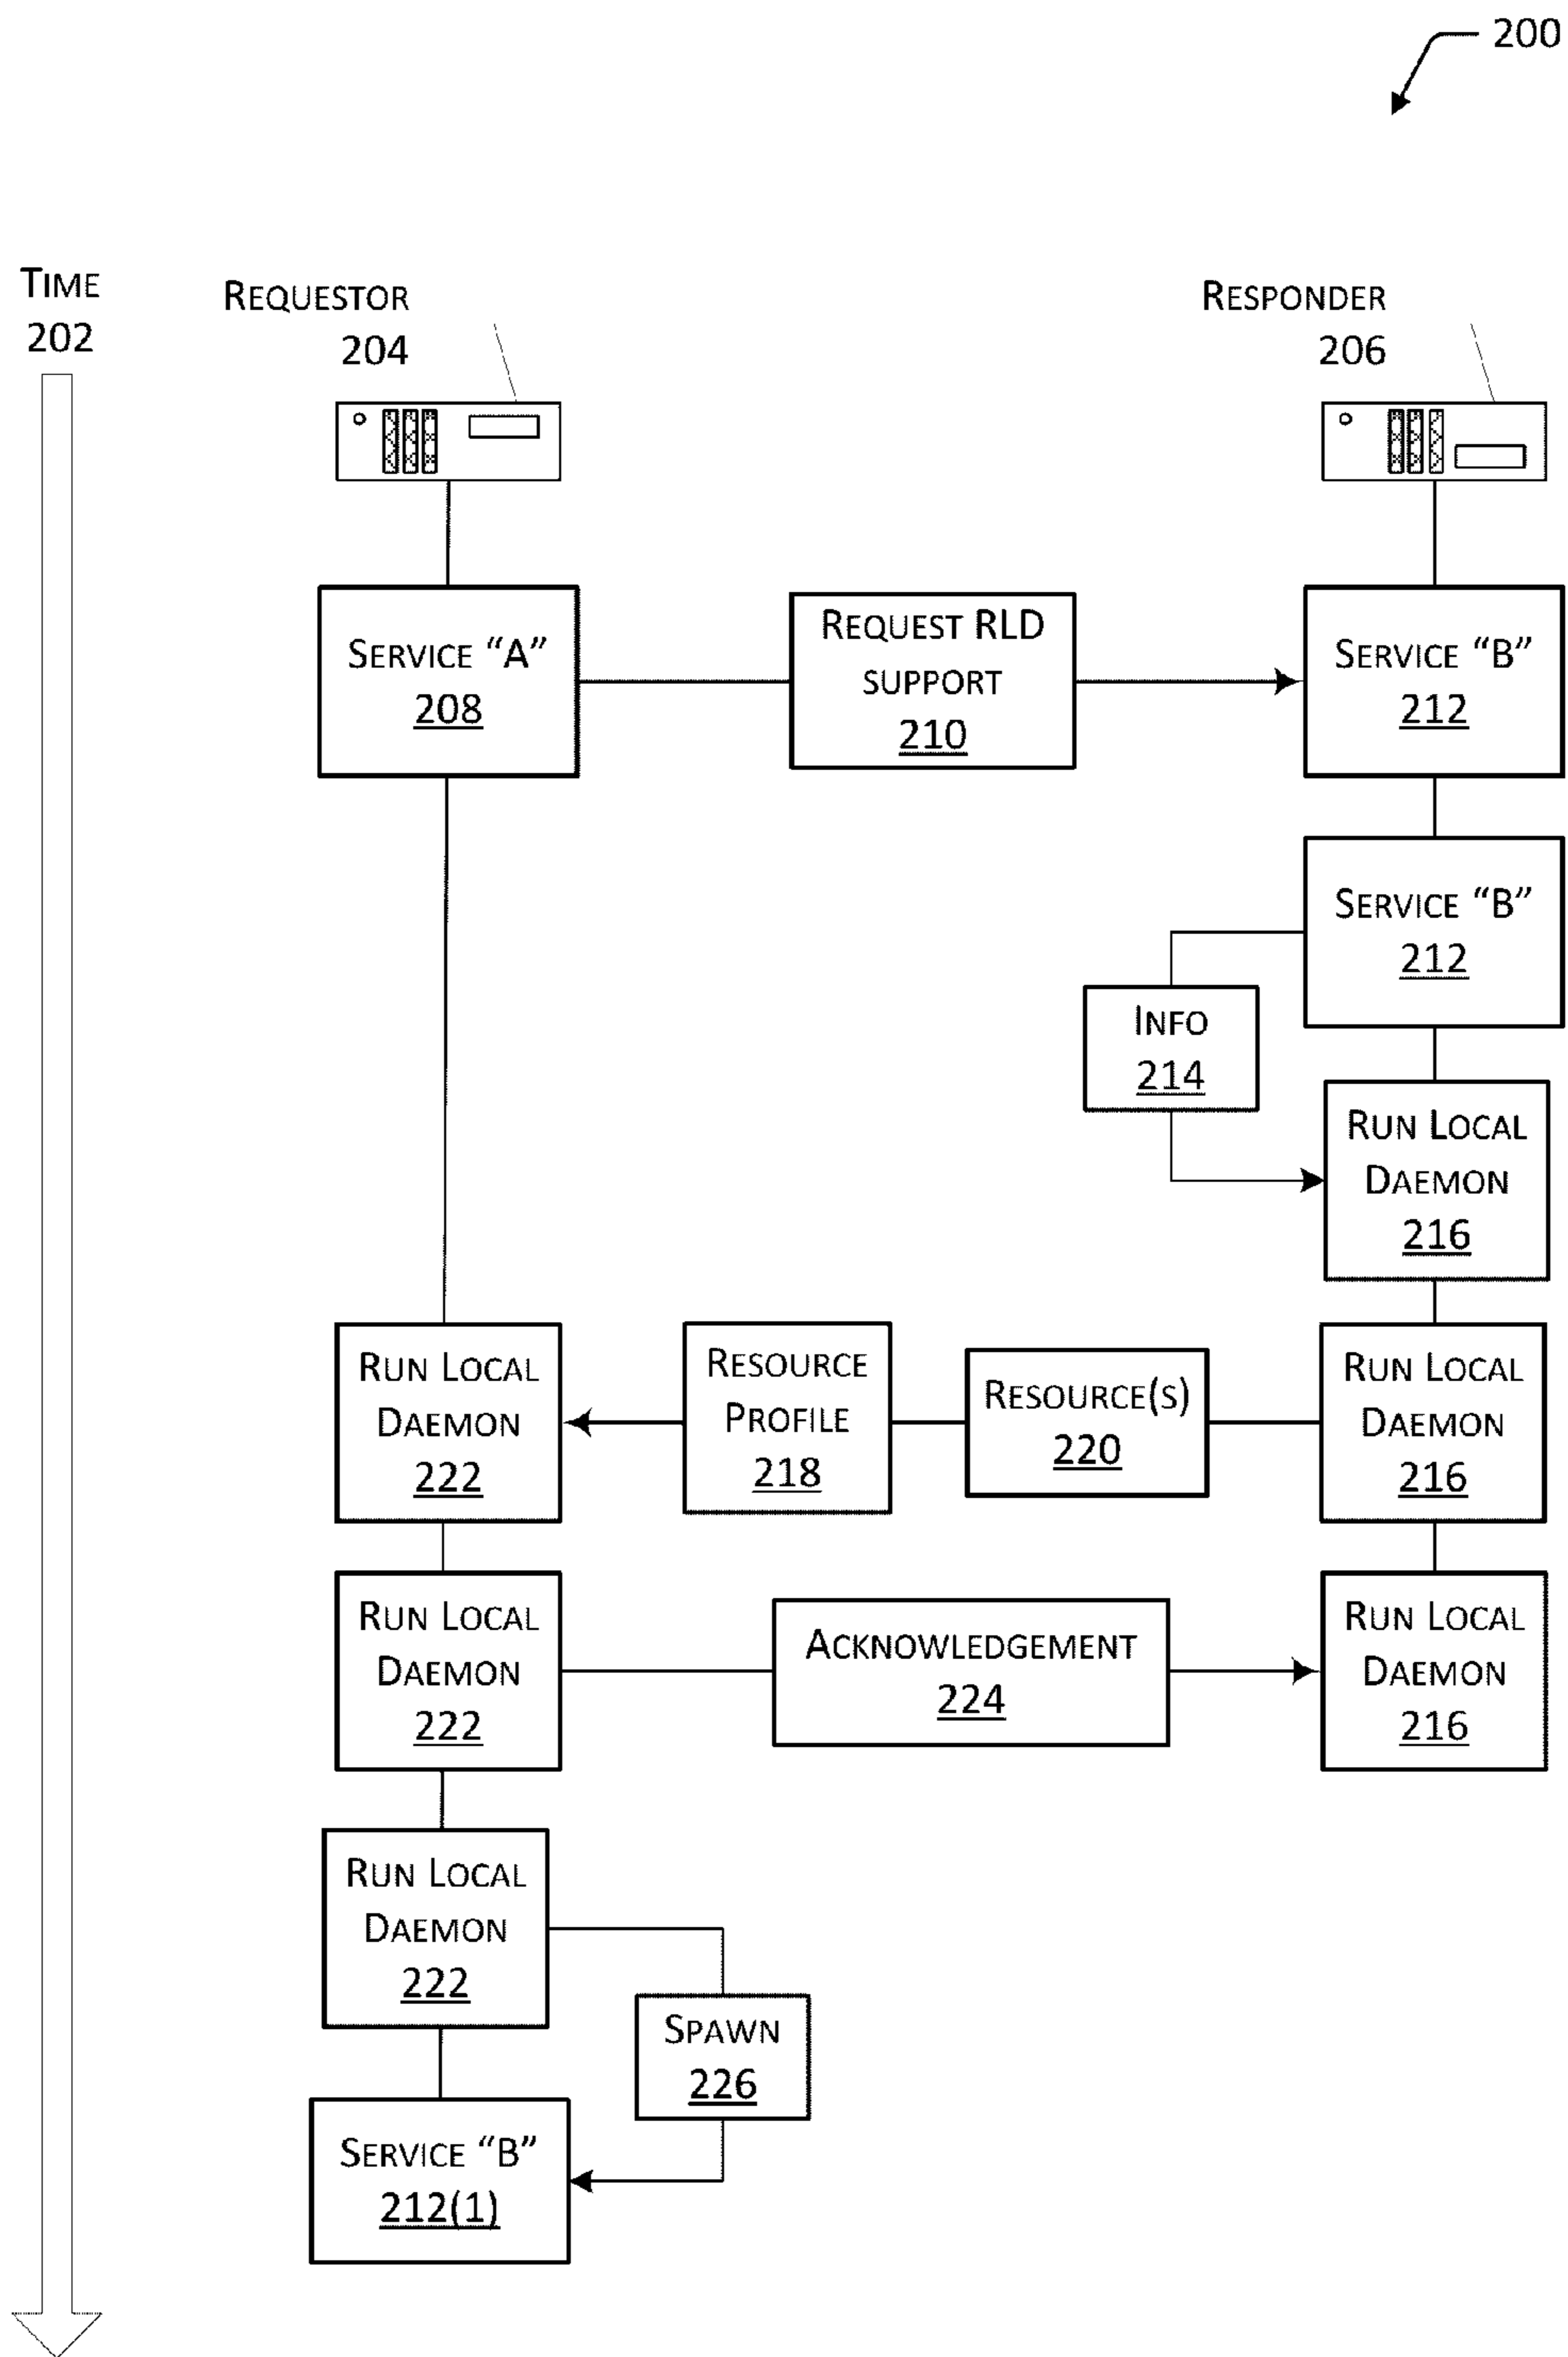 200
TIME
202
REQUESTOR
204
RESPONDER
206
SERVICE “A”
208
REQUEST RLD
SUPPORT
210
SERVICE “B”
212
SERVICE “B”
212
INFO
214
RUN LOCAL
DAEMON
216
RUN LOCAL
DAEMON
222
RESOURCE
PROFILE
218
RESOURCE(S)
220
RUN LOCAL
DAEMON
216
RUN LOCAL
DAEMON
222
ACKNOWLEDGEMENT
224
RUN LOCAL
DAEMON
216
RUN LOCAL
DAEMON
222
SPAWN
226
SERVICE “B”
212(1)